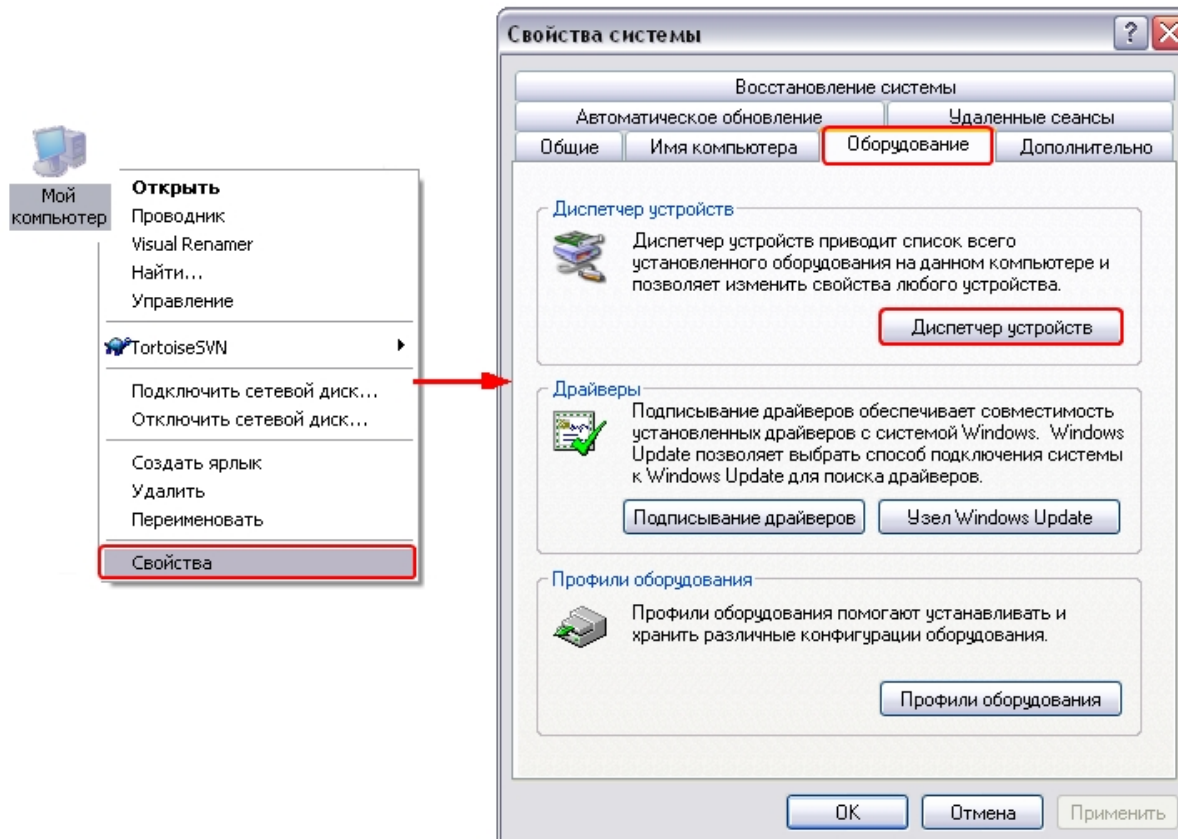 Мой
компьютер
Открыть
Проводник
Visual Renamer
Найти...
Управление
TortoiseSVN
Подключить сетевой диск...
Отключить сетевой диск...
Создать ярлык
Удалить
Переименовать
Свойства
Свойства системы
Восстановление системы
Автоматическое обновление
Удаленные сеансы
Общие
Имя компьютера
Оборудование
Дополнительно
Диспетчер устройств
Диспетчер устройств приводит список всего
установленного оборудования на данном компьютере и
позволяет изменить свойства любого устройства.
Диспетчер устройств
Драйверы
Подписывание драйверов обеспечивает совместимость
установленных драйверов с системой Windows. Windows
Update позволяет выбрать способ подключения системы
к Windows Update для поиска драйверов.
Подписывание драйверов
Узел Windows Update
Профили оборудования
Профили оборудования помогают устанавливать и
хранить различные конфигурации оборудования.
Профили оборудования
OK
Отмена
Применить